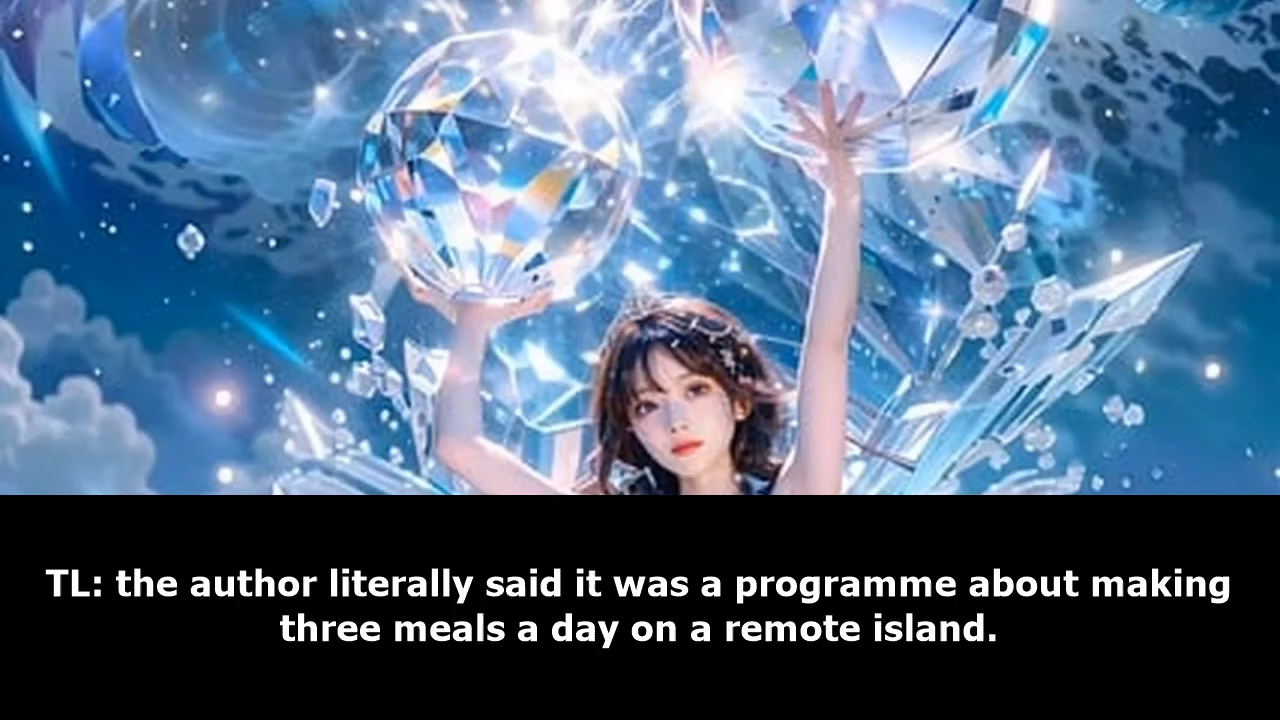 TL: the author literally said it was a programme about making
three meals a day on a remote island.